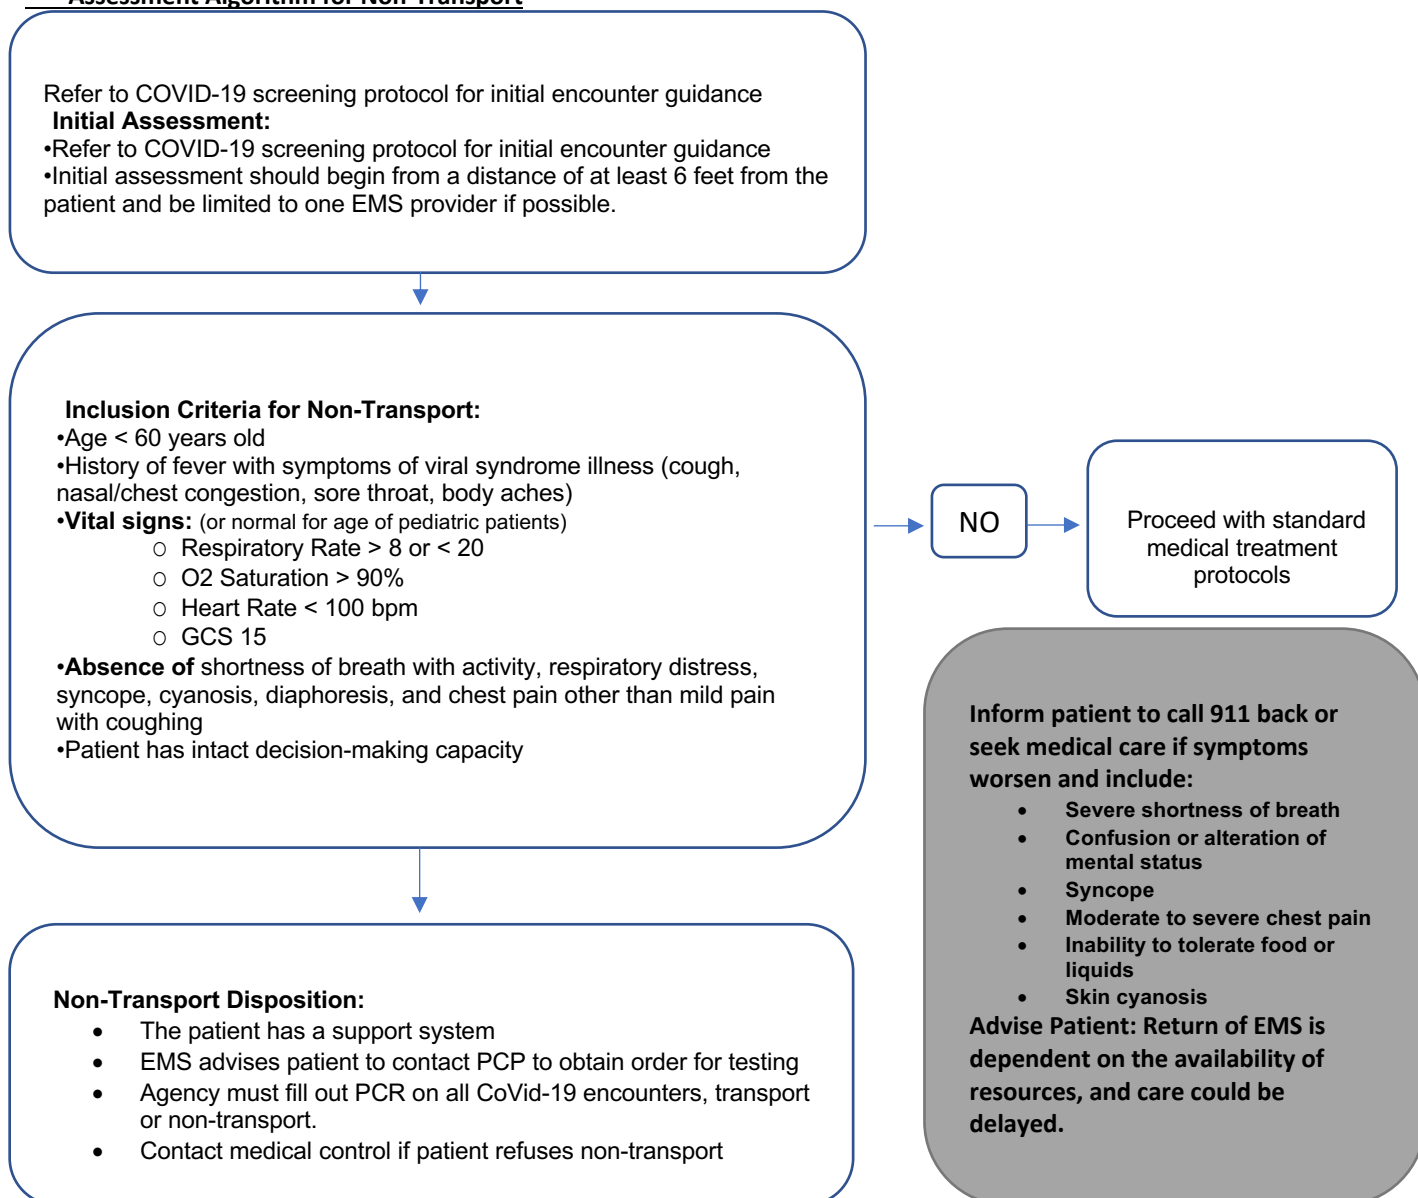 Assessment Algorithm for Non-Transport
Refer to COVID-19 screening protocol for initial encounter guidance
Initial Assessment:
•Refer to COVID-19 screening protocol for initial encounter guidance
•Initial assessment should begin from a distance of at least 6 feet from the
patient and be limited to one EMS provider if possible.
Inclusion Criteria for Non-Transport:
•Age < 60 years old
•History of fever with symptoms of viral syndrome illness (cough,
nasal/chest congestion, sore throat, body aches)
•Vital signs: (or normal for age of pediatric patients)
○ Respiratory Rate > 8 or < 20
○ O2 Saturation > 90%
○ Heart Rate < 100 bpm
○ GCS 15
•Absence of shortness of breath with activity, respiratory distress,
syncope, cyanosis, diaphoresis, and chest pain other than mild pain
with coughing
•Patient has intact decision-making capacity
NO
Proceed with standard
medical treatment
protocols
Non-Transport Disposition:
• The patient has a support system
• EMS advises patient to contact PCP to obtain order for testing
• Agency must fill out PCR on all CoVid-19 encounters, transport
or non-transport.
• Contact medical control if patient refuses non-transport
Inform patient to call 911 back or
seek medical care if symptoms
worsen and include:
• Severe shortness of breath
• Confusion or alteration of
mental status
• Syncope
• Moderate to severe chest pain
• Inability to tolerate food or
liquids
• Skin cyanosis
Advise Patient: Return of EMS is
dependent on the availability of
resources, and care could be
delayed.